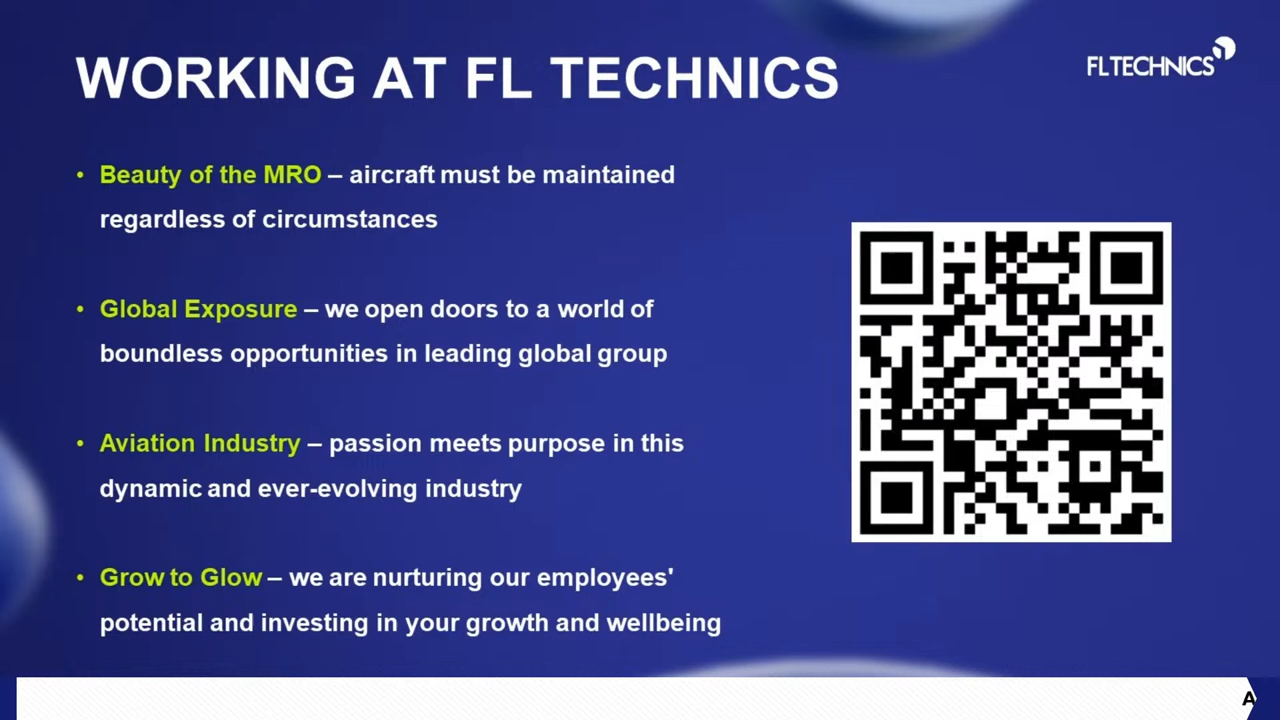 WORKING AT FL TECHNICS
FLTECHNICS
• Beauty of the MRO – aircraft must be maintained
regardless of circumstances
• Global Exposure – we open doors to a world of
boundless opportunities in leading global group
• Aviation Industry – passion meets purpose in this
dynamic and ever-evolving industry
• Grow to Glow – we are nurturing our employees'
potential and investing in your growth and wellbeing
A